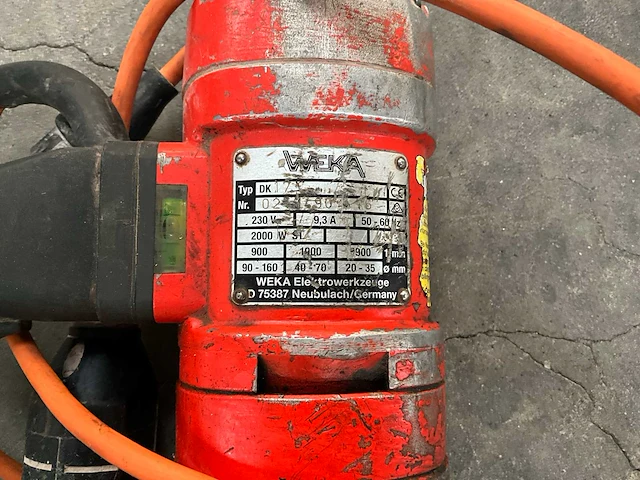 WEKA
Typ DK CE
Nr.
230 V 9,3 A 50-60 Hz
2000 W
900 1900 1/min
90-160 40-70 20-35 ø mm
WEKA Elektrowerkzeuge
D 75387 Neubulach/Germany